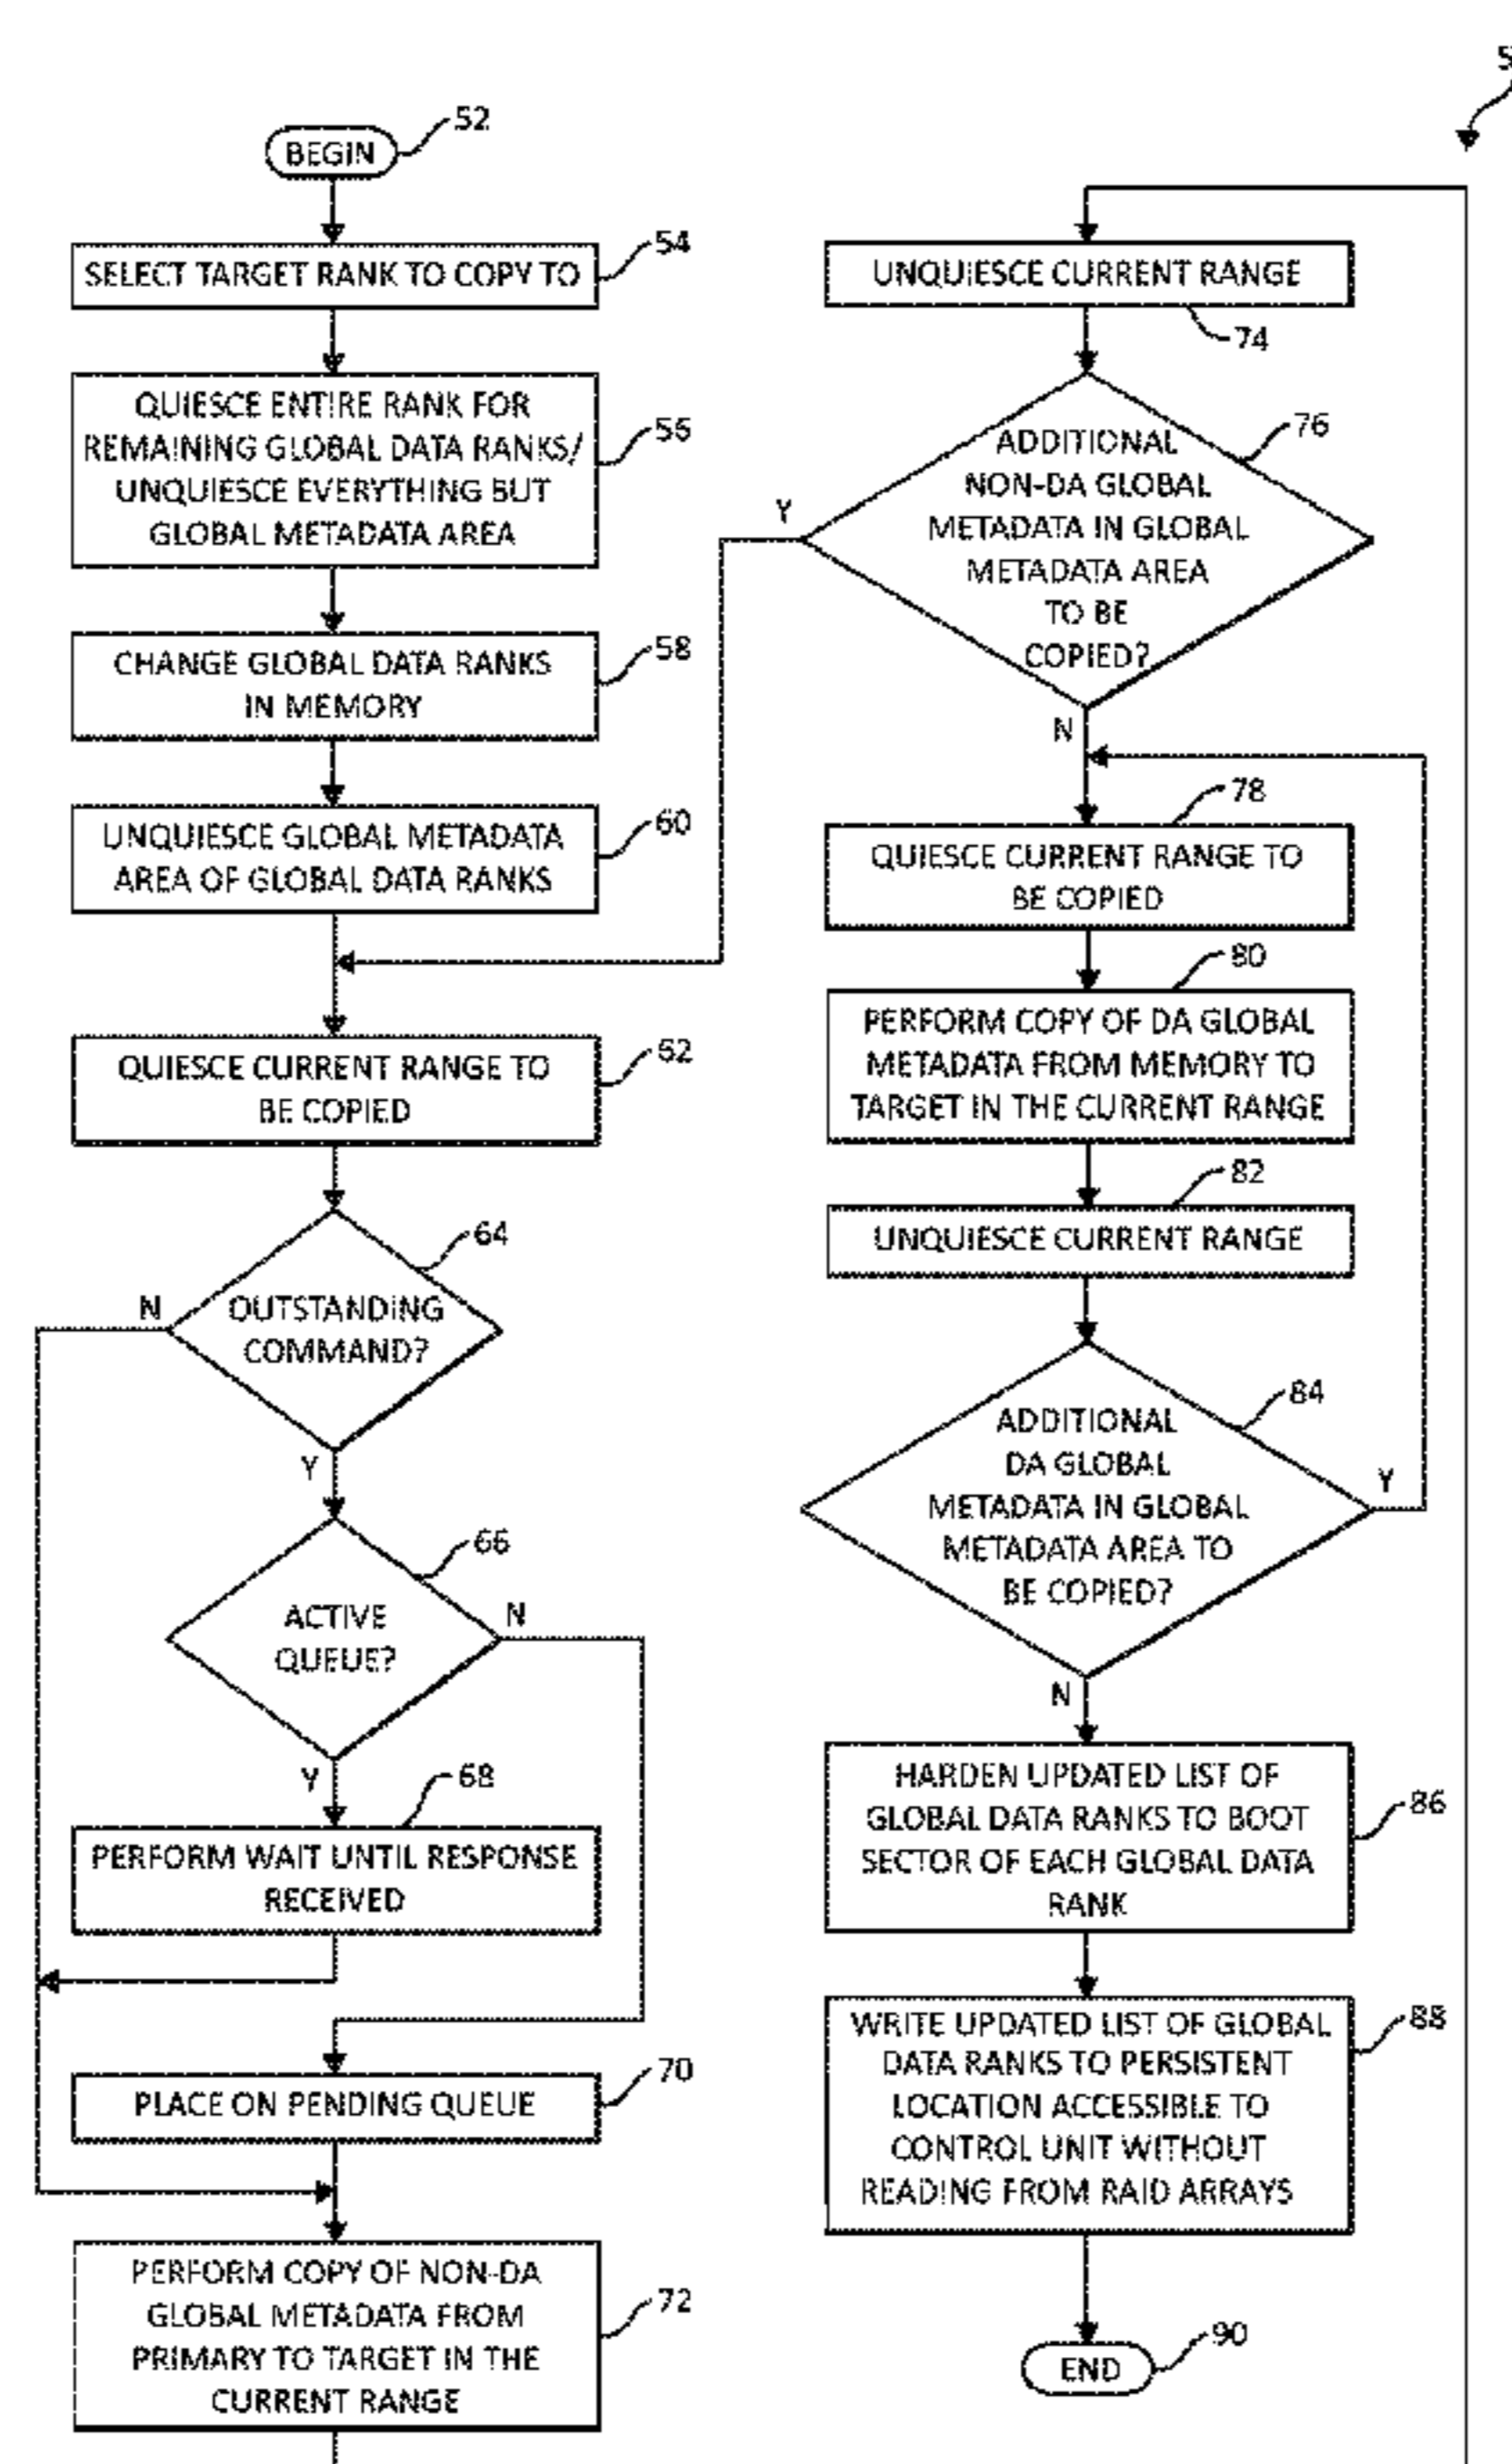 5
BEGIN
52
SELECT TARGET RANK TO COPY TO
54
QUIESCE ENTIRE RANK FOR
REMAINING GLOBAL DATA RANKS/
UNQUIESCE EVERYTHING BUT
GLOBAL METADATA AREA
56
CHANGE GLOBAL DATA RANKS
IN MEMORY
58
UNQUIESCE GLOBAL METADATA
AREA OF GLOBAL DATA RANKS
60
QUIESCE CURRENT RANGE TO
BE COPIED
62
OUTSTANDING
COMMAND?
64
N
Y
ACTIVE
QUEUE?
66
N
Y
PERFORM WAIT UNTIL RESPONSE
RECEIVED
68
PLACE ON PENDING QUEUE
70
PERFORM COPY OF NON-DA
GLOBAL METADATA FROM
PRIMARY TO TARGET IN THE
CURRENT RANGE
72
UNQUIESCE CURRENT RANGE
74
ADDITIONAL
NON-DA GLOBAL
METADATA IN GLOBAL
METADATA AREA
TO BE
COPIED?
76
Y
N
QUIESCE CURRENT RANGE TO
BE COPIED
78
PERFORM COPY OF DA GLOBAL
METADATA FROM MEMORY TO
TARGET IN THE CURRENT RANGE
80
UNQUIESCE CURRENT RANGE
82
ADDITIONAL
DA GLOBAL
METADATA IN GLOBAL
METADATA AREA TO
BE COPIED?
84
Y
N
HARDEN UPDATED LIST OF
GLOBAL DATA RANKS TO BOOT
SECTOR OF EACH GLOBAL DATA
RANK
86
WRITE UPDATED LIST OF GLOBAL
DATA RANKS TO PERSISTENT
LOCATION ACCESSIBLE TO
CONTROL UNIT WITHOUT
READING FROM RAID ARRAYS
88
END
90